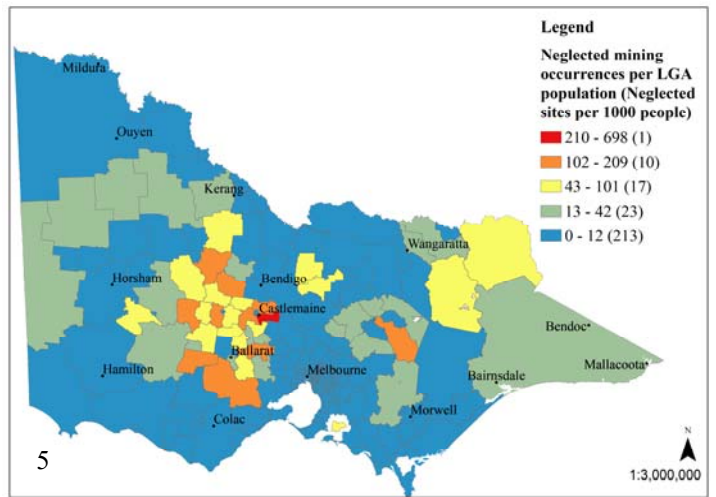 Legend
Neglected mining
occurrences per LGA
population (Neglected
sites per 1000 people)
210 - 698 (1)
102 - 209 (10)
43 - 101 (17)
13 - 42 (23)
0 - 12 (213)
Mildura
Ouyen
Kerang
Wangaratta
Horsham
Bendigo
Castlemaine
Bendoc
Ballarat
Mallacoota
Hamilton
Melbourne
Bairnsdale
Colac
Morwell
5
N
1:3,000,000